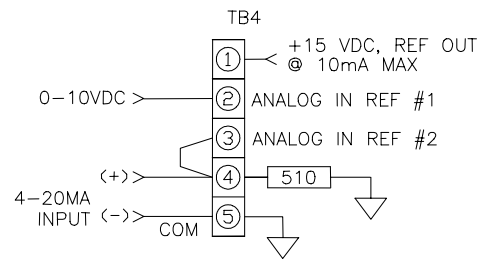 TB4
1
+15 VDC, REF OUT
@ 10mA MAX
0-10VDC
2
ANALOG IN REF #1
3
ANALOG IN REF #2
(+)
4
510
4-20MA
INPUT (-)
COM
5